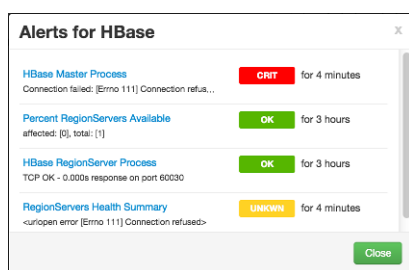 Alerts for HBase
X
HBase Master Process
CRIT for 4 minutes
Connection failed: [Errno 111] Connection refus...
Percent RegionServers Available
OK for 3 hours
affected: [0], total: [1]
HBase RegionServer Process
OK for 3 hours
TCP OK - 0.000s response on port 60030
RegionServers Health Summary
UNKWN for 4 minutes
<urlopen error [Errno 111] Connection refused>
Close